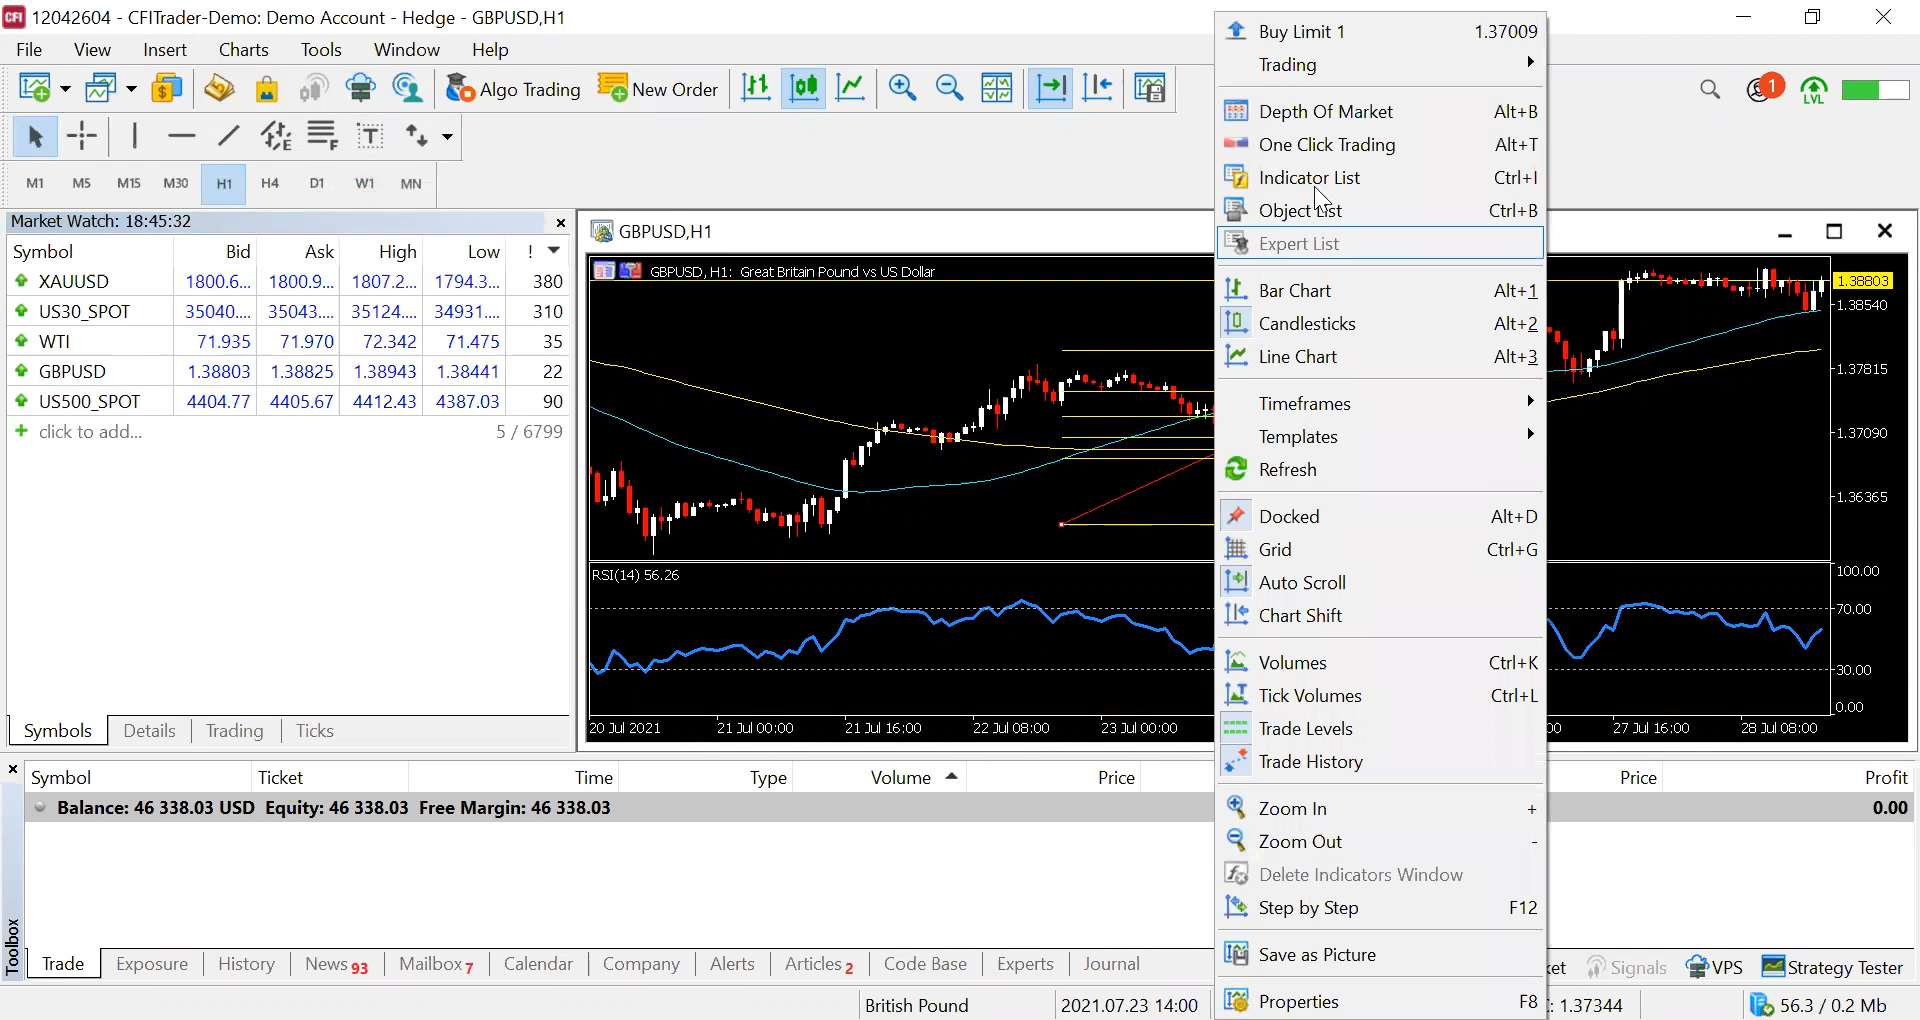 CFI 12042604 - CFITrader-Demo: Demo Account - Hedge - GBPUSD,H1
File View Insert Charts Tools Window Help
Algo Trading New Order
1
LVL
E F T
M1 M5 M15 M30 H1 H4 D1 W1 MN
Market Watch: 18:45:32
Symbol Bid Ask High Low !
XAUUSD 1800.6... 1800.9... 1807.2... 1794.3... 380
US30_SPOT 35040.... 35043.... 35124.... 34931.... 310
WTI 71.935 71.970 72.342 71.475 35
GBPUSD 1.38803 1.38825 1.38943 1.38441 22
US500_SPOT 4404.77 4405.67 4412.43 4387.03 90
click to add... 5 / 6799
Symbols Details Trading Ticks
GBPUSD,H1
GBPUSD, H1: Great Britain Pound vs US Dollar
1.38803
1.38540
1.37815
1.37090
1.36365
RSI(14) 56.26
100.00
70.00
30.00
0.00
20 Jul 2021 21 Jul 00:00 21 Jul 16:00 22 Jul 08:00 23 Jul 00:00 00 27 Jul 16:00 28 Jul 08:00
Buy Limit 1 1.37009
Trading
Depth Of Market Alt+B
One Click Trading Alt+T
Indicator List Ctrl+I
Object List Ctrl+B
Expert List
Bar Chart Alt+1
Candlesticks Alt+2
Line Chart Alt+3
Timeframes
Templates
Refresh
Docked Alt+D
Grid Ctrl+G
Auto Scroll
Chart Shift
Volumes Ctrl+K
Tick Volumes Ctrl+L
Trade Levels
Trade History
Zoom In +
Zoom Out -
Delete Indicators Window
Step by Step F12
Save as Picture
Properties F8
Symbol Ticket Time Type Volume Price Price Profit
Balance: 46 338.03 USD Equity: 46 338.03 Free Margin: 46 338.03 0.00
Toolbox
Trade Exposure History News 93 Mailbox 7 Calendar Company Alerts Articles 2 Code Base Experts Journal ket Signals VPS Strategy Tester
British Pound 2021.07.23 14:00 : 1.37344 56.3 / 0.2 Mb